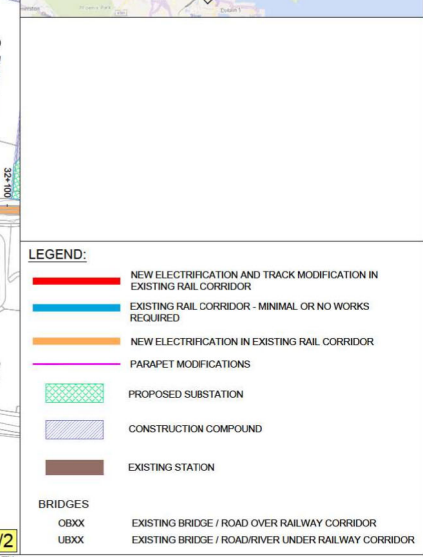 32+100
LEGEND:
NEW ELECTRIFICATION AND TRACK MODIFICATION IN
EXISTING RAIL CORRIDOR
EXISTING RAIL CORRIDOR - MINIMAL OR NO WORKS
REQUIRED
NEW ELECTRIFICATION IN EXISTING RAIL CORRIDOR
PARAPET MODIFICATIONS
PROPOSED SUBSTATION
CONSTRUCTION COMPOUND
EXISTING STATION
BRIDGES
OBXX EXISTING BRIDGE / ROAD OVER RAILWAY CORRIDOR
UBXX EXISTING BRIDGE / ROAD/RIVER UNDER RAILWAY CORRIDOR
/2